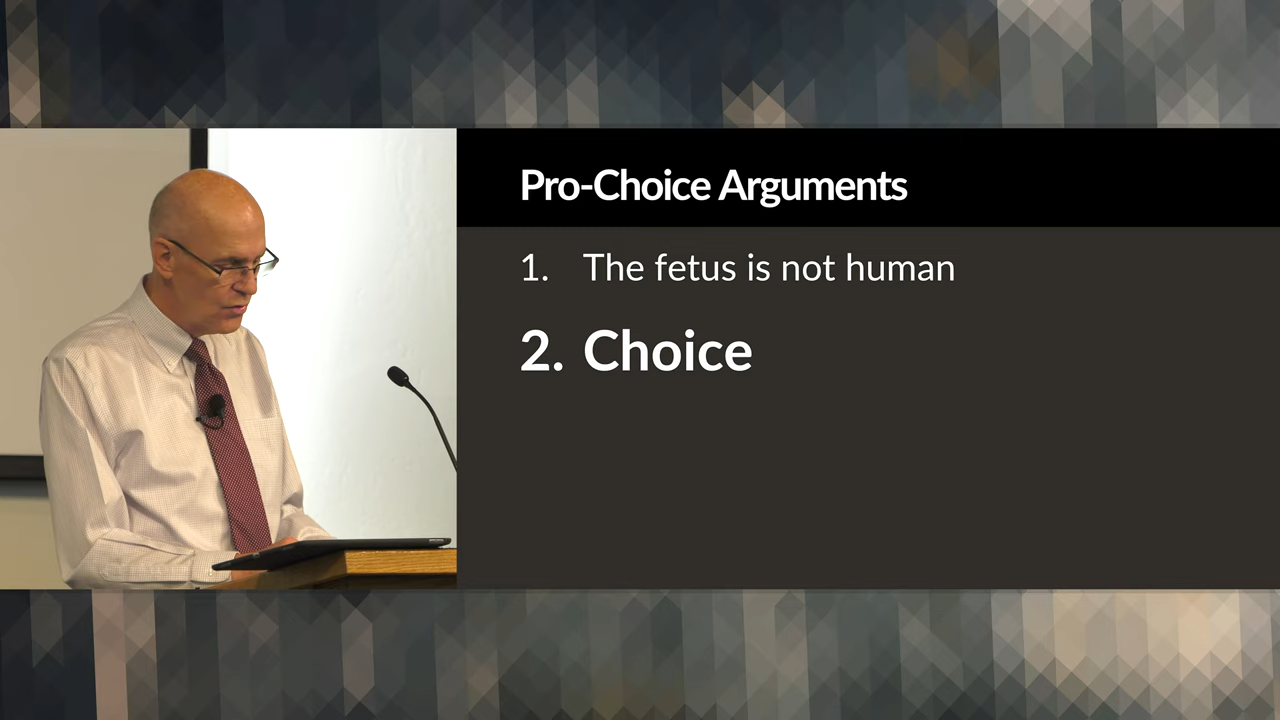 Pro-Choice Arguments
1. The fetus is not human
2. Choice